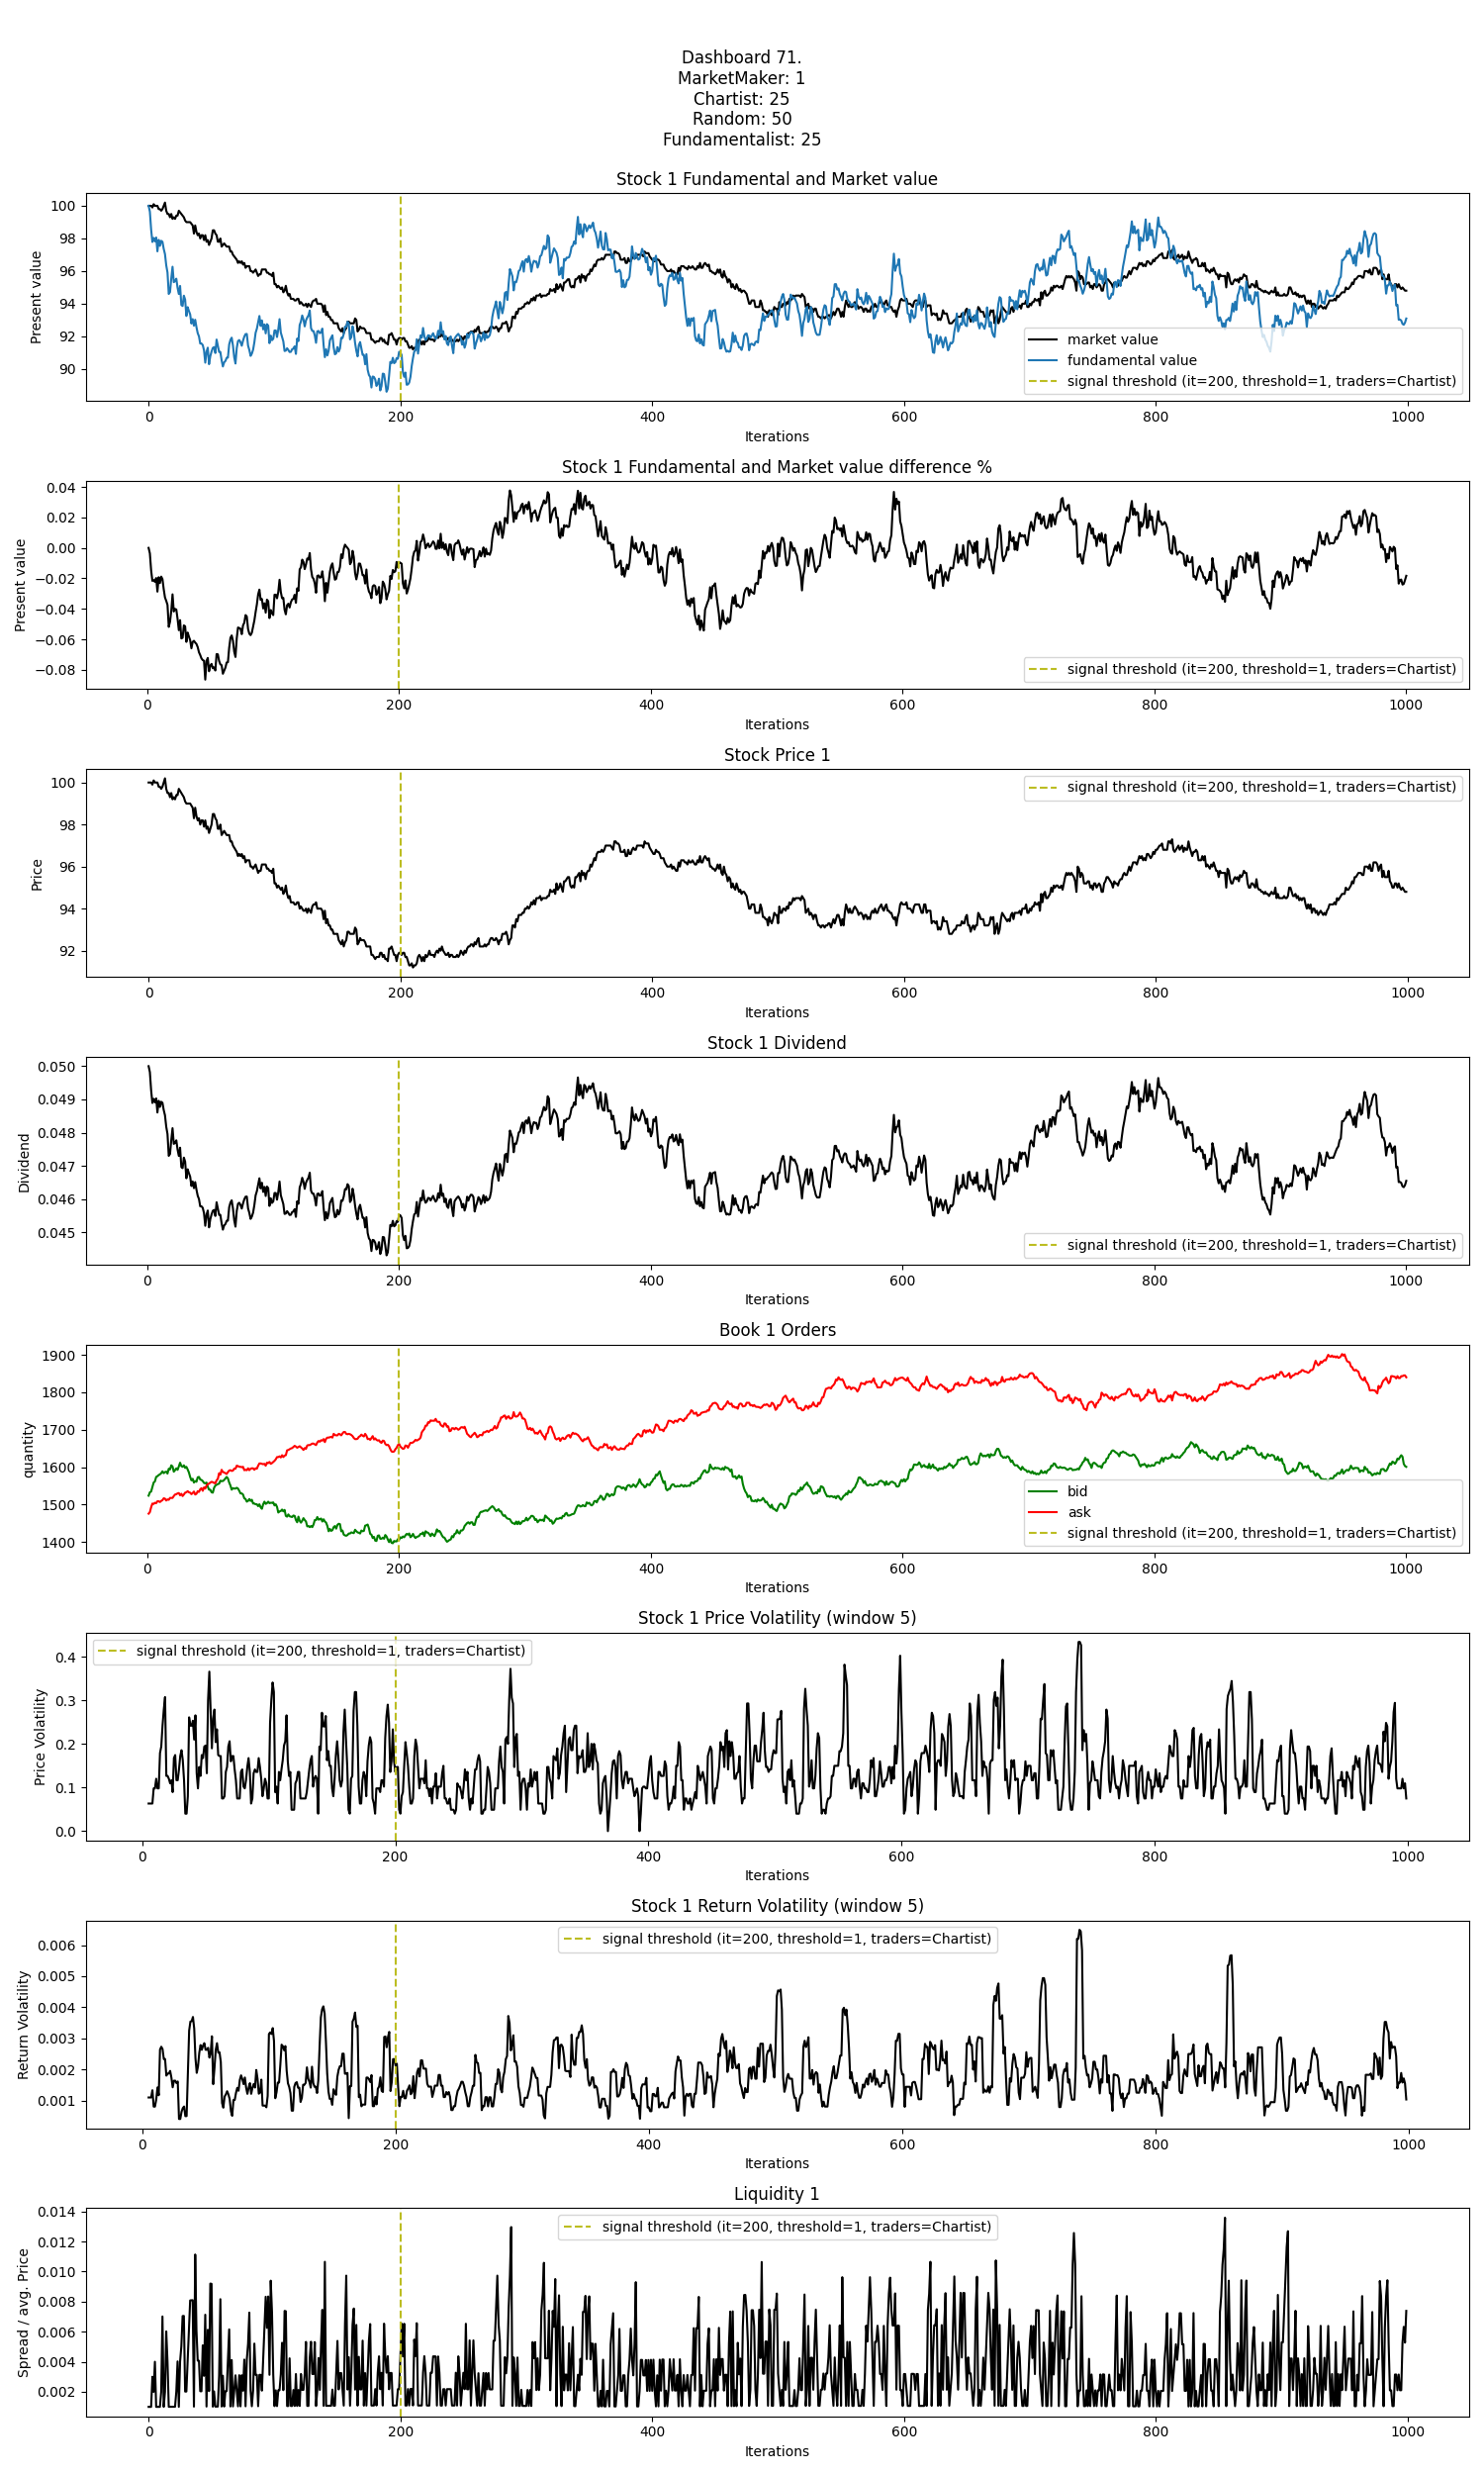 Dashboard 71.
MarketMaker: 1
Chartist: 25
Random: 50
Fundamentalist: 25
Stock 1 Fundamental and Market value
Present value
100
98
96
94
92
90
market value
fundamental value
signal threshold (it=200, threshold=1, traders=Chartist)
0 200 400 600 800 1000
Iterations
Stock 1 Fundamental and Market value difference %
Present value
0.04
0.02
0.00
−0.02
−0.04
−0.06
−0.08
signal threshold (it=200, threshold=1, traders=Chartist)
0 200 400 600 800 1000
Iterations
Stock Price 1
Price
100
98
96
94
92
signal threshold (it=200, threshold=1, traders=Chartist)
0 200 400 600 800 1000
Iterations
Stock 1 Dividend
Dividend
0.050
0.049
0.048
0.047
0.046
0.045
signal threshold (it=200, threshold=1, traders=Chartist)
0 200 400 600 800 1000
Iterations
Book 1 Orders
quantity
1900
1800
1700
1600
1500
1400
bid
ask
signal threshold (it=200, threshold=1, traders=Chartist)
0 200 400 600 800 1000
Iterations
Stock 1 Price Volatility (window 5)
Price Volatility
0.4
0.3
0.2
0.1
0.0
signal threshold (it=200, threshold=1, traders=Chartist)
0 200 400 600 800 1000
Iterations
Stock 1 Return Volatility (window 5)
Return Volatility
0.006
0.005
0.004
0.003
0.002
0.001
signal threshold (it=200, threshold=1, traders=Chartist)
0 200 400 600 800 1000
Iterations
Liquidity 1
Spread / avg. Price
0.014
0.012
0.010
0.008
0.006
0.004
0.002
signal threshold (it=200, threshold=1, traders=Chartist)
0 200 400 600 800 1000
Iterations